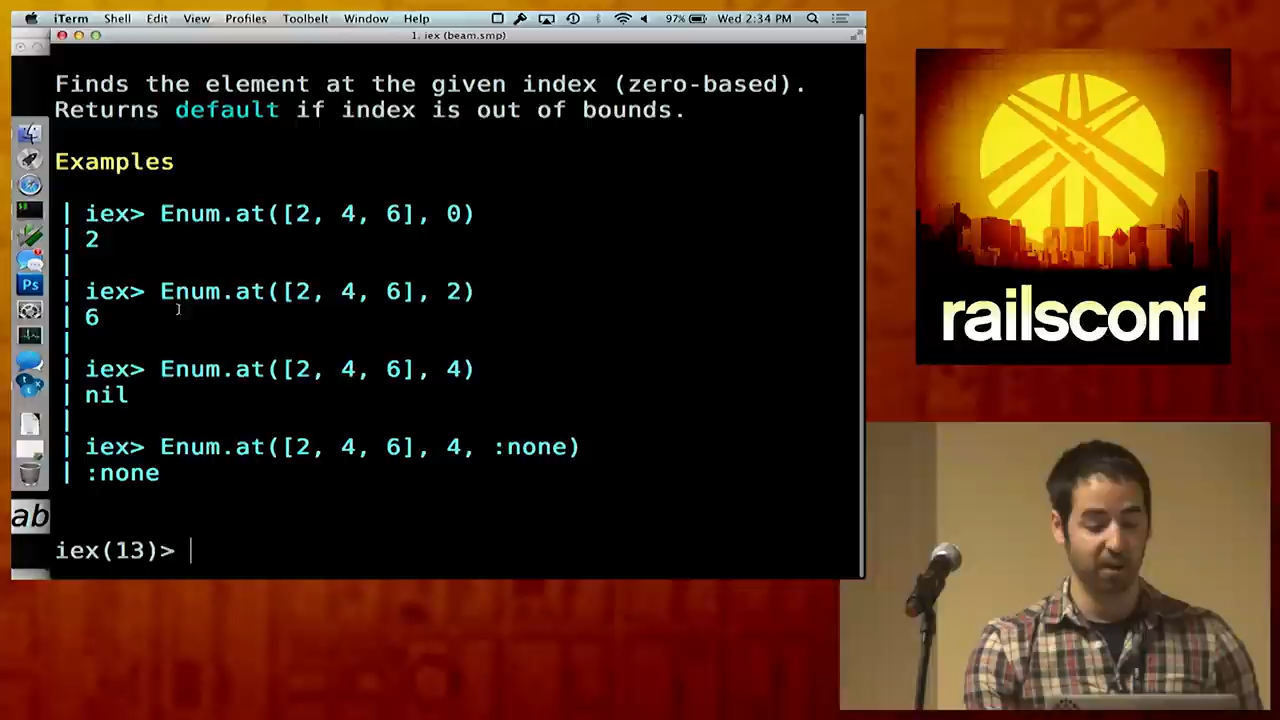 iTerm Shell Edit View Profiles Toolbelt Window Help 97% Wed 2:34 PM
1. iex (beam.smp)
Finds the element at the given index (zero-based).
Returns default if index is out of bounds.
Examples
| iex> Enum.at([2, 4, 6], 0)
| 2
|
| iex> Enum.at([2, 4, 6], 2)
| 6
|
| iex> Enum.at([2, 4, 6], 4)
| nil
|
| iex> Enum.at([2, 4, 6], 4, :none)
| :none
iex(13)>
Ps
ab
railsconf